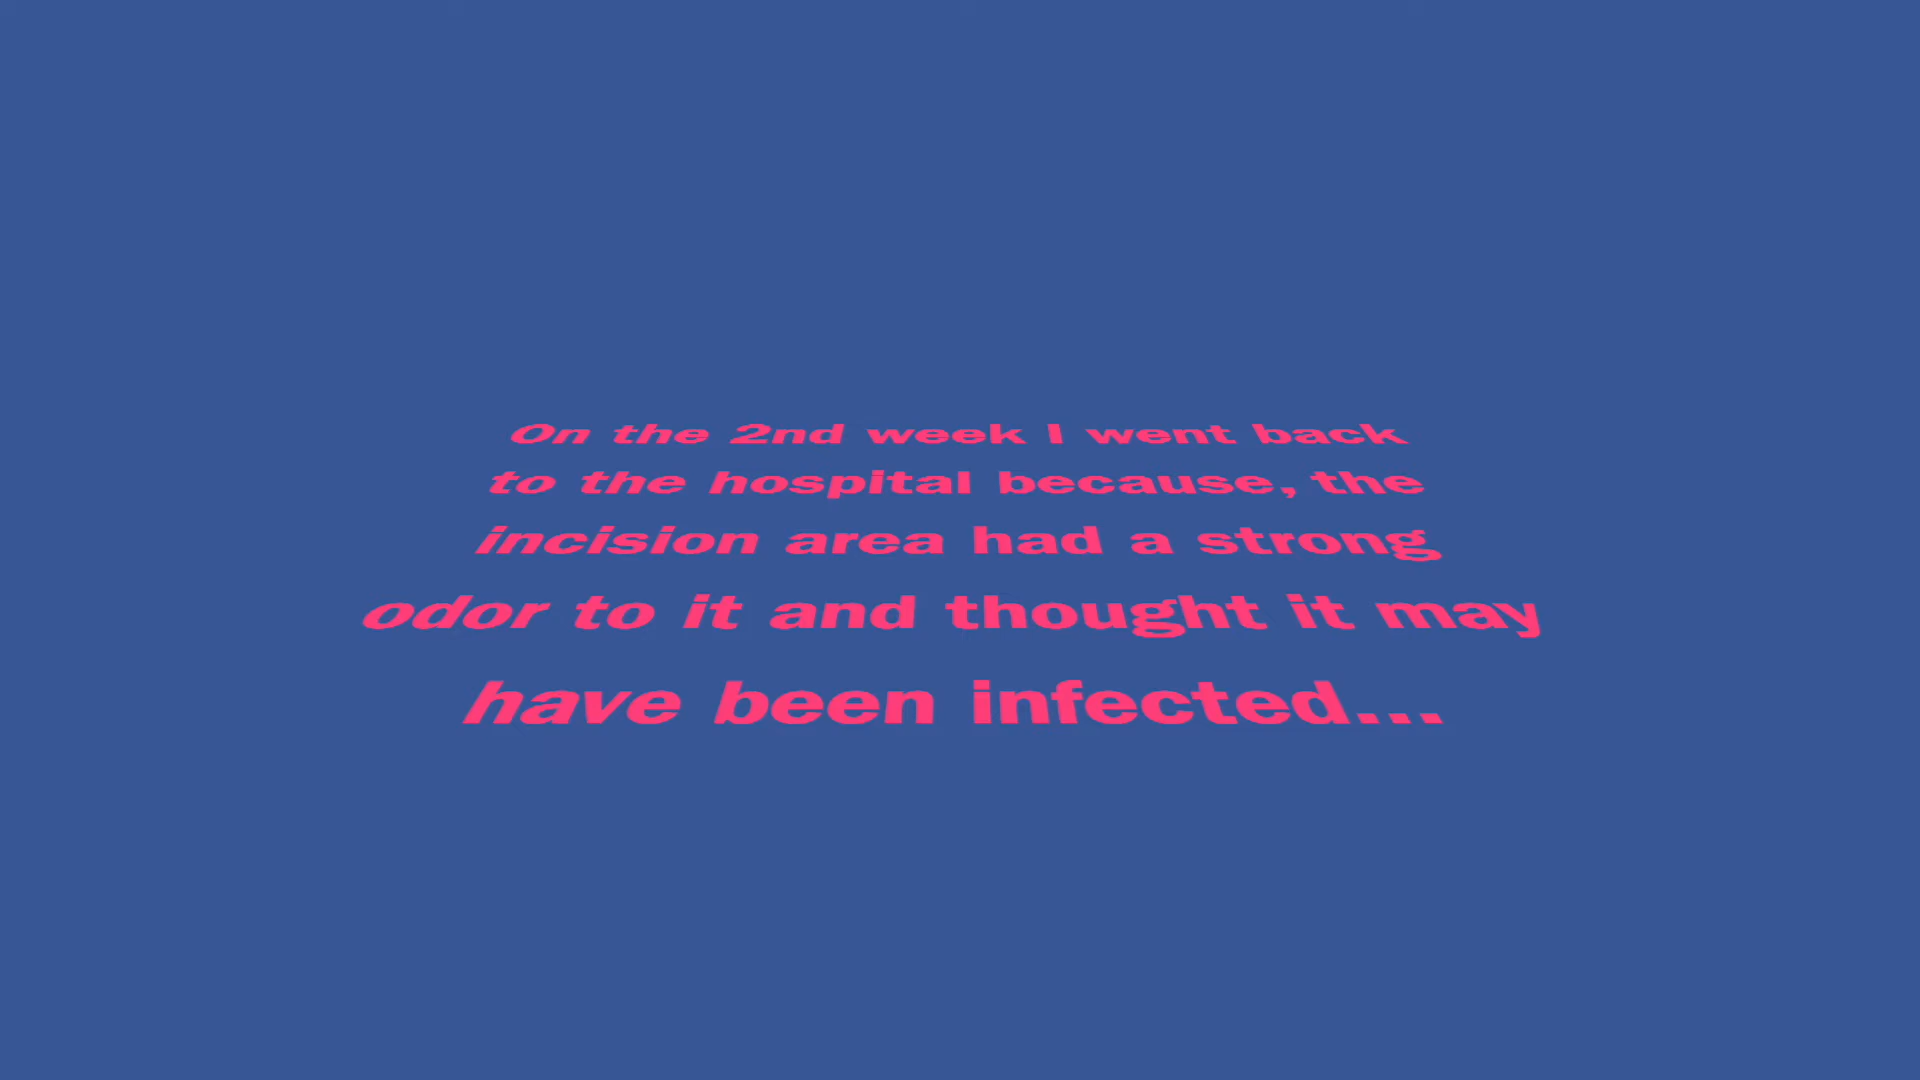 On the 2nd week I went back
to the hospital because, the
incision area had a strong
odor to it and thought it may
have been infected...